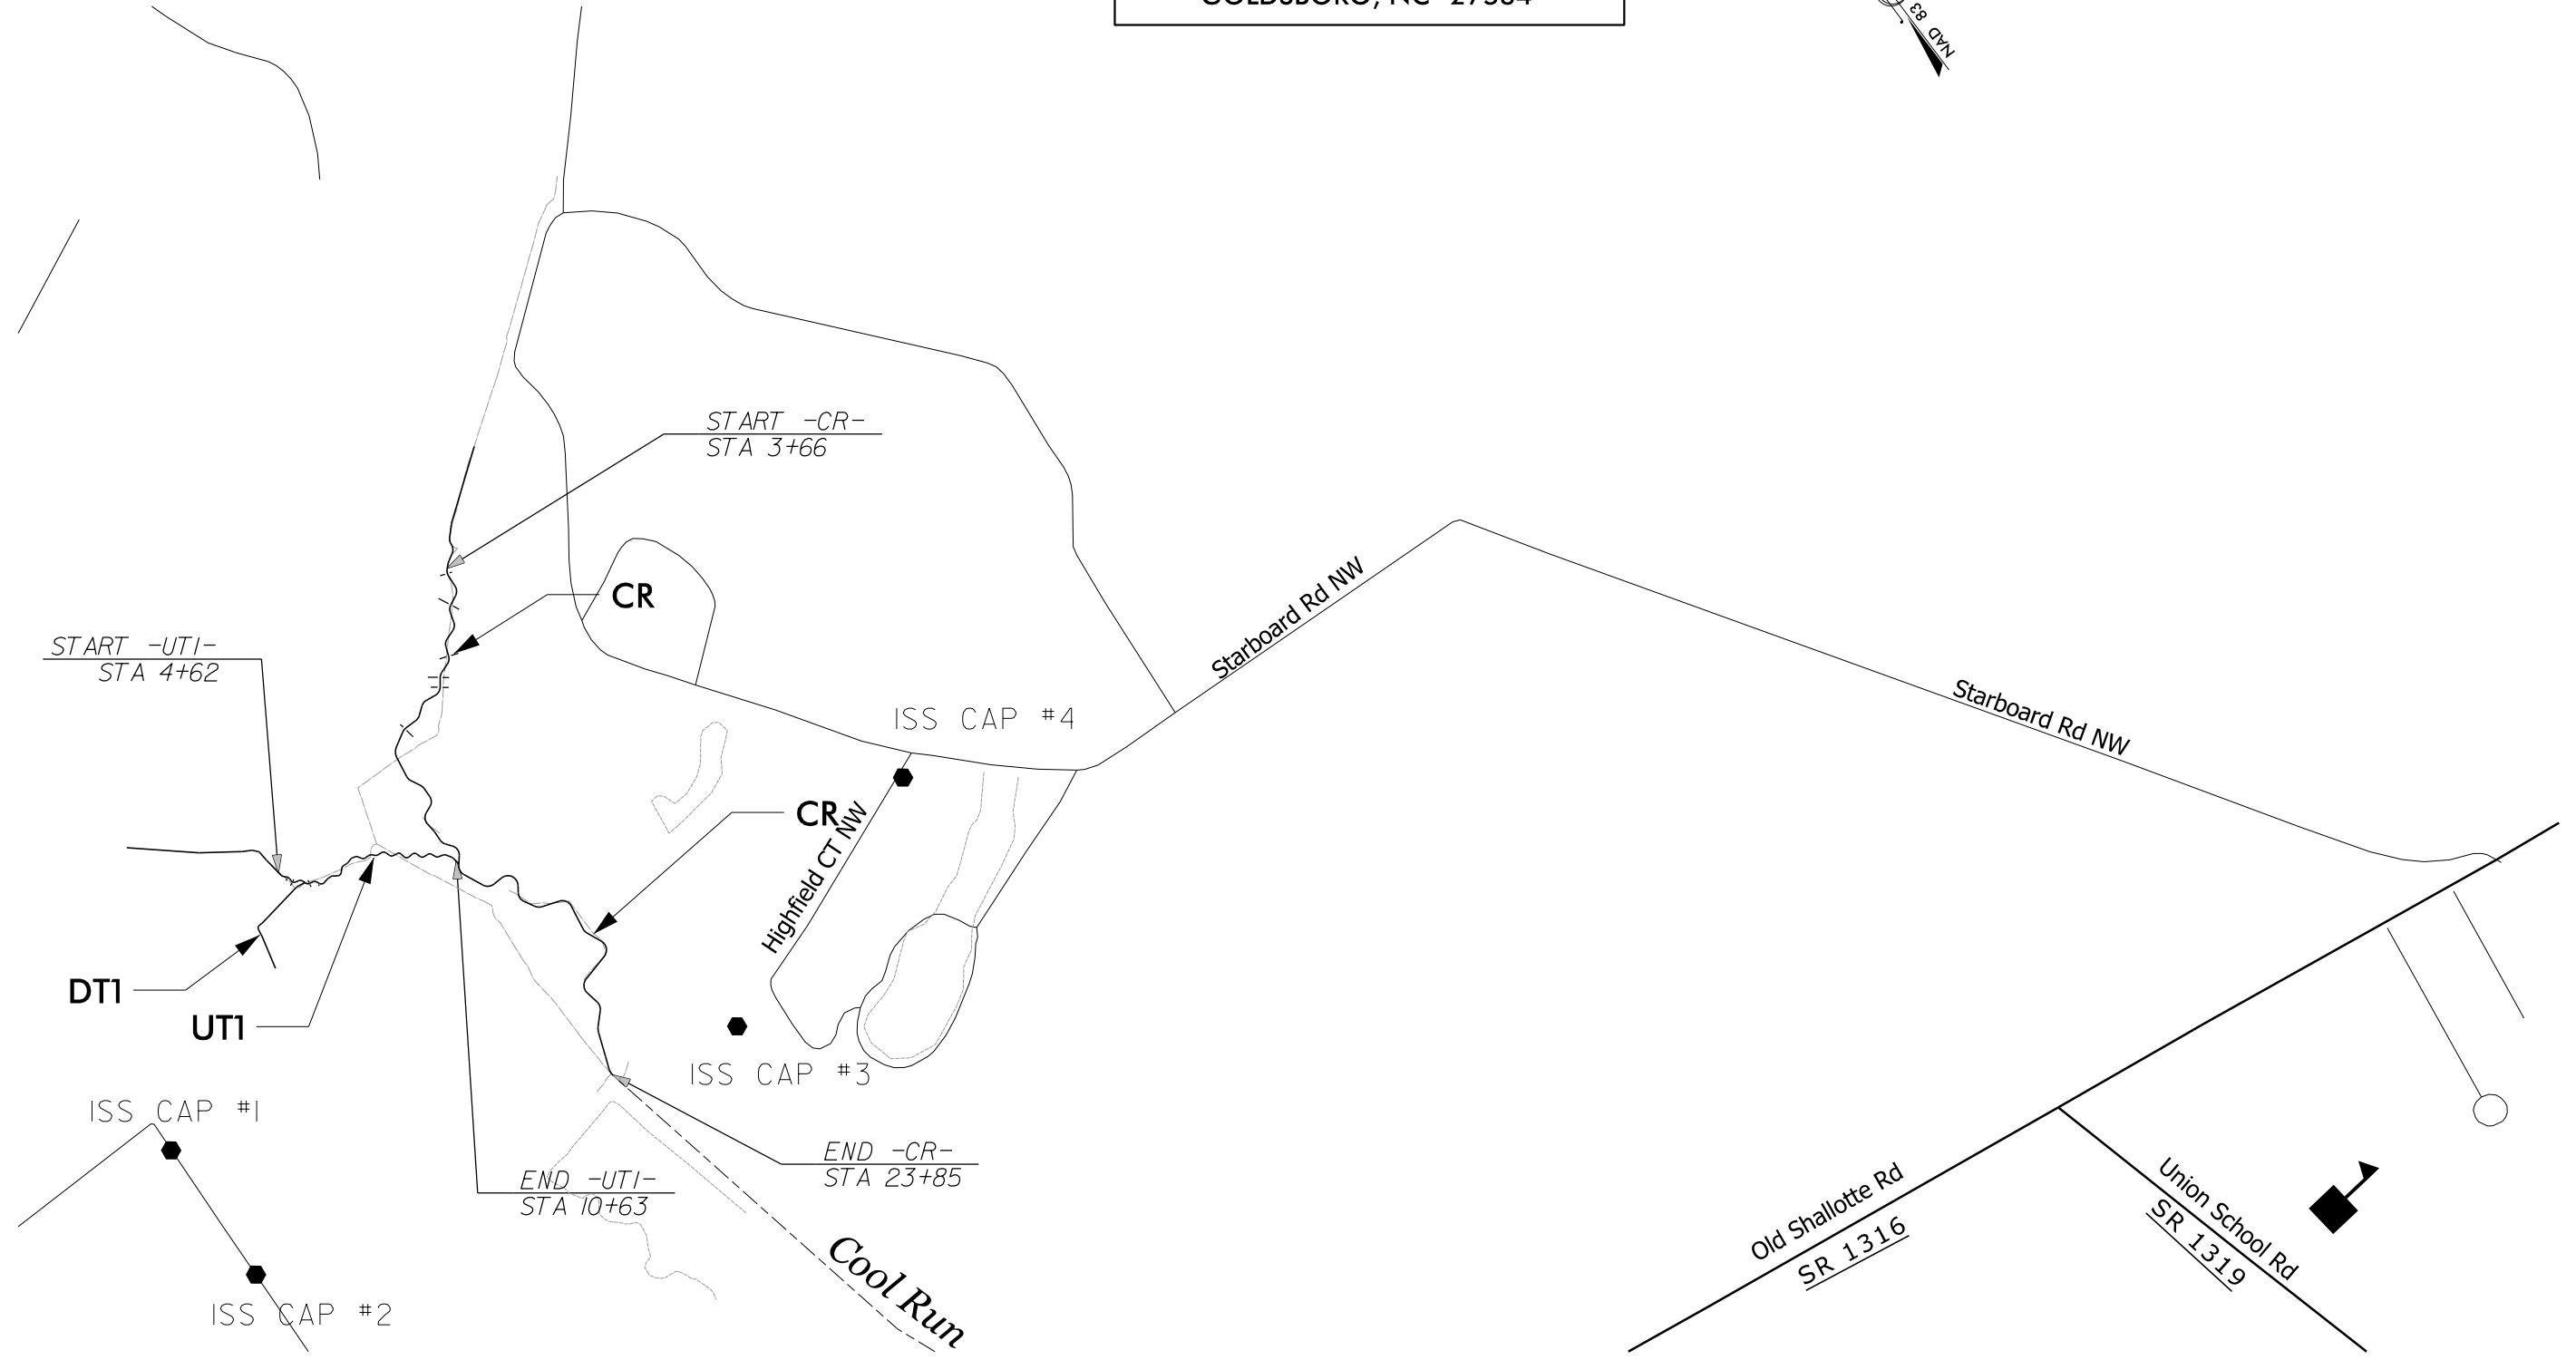 GOLDSBORO, NC 27534
NAD 83
START -CR-
STA 3+66
CR
Starboard Rd NW
START -UT1-
STA 4+62
Starboard Rd NW
ISS CAP #4
CR
Highfield CT NW
DT1
UT1
ISS CAP #3
ISS CAP #1
END -CR-
STA 23+85
END -UT1-
STA 10+63
Old Shallotte Rd
SR 1316
Union School Rd
SR 1319
Cool Run
ISS CAP #2